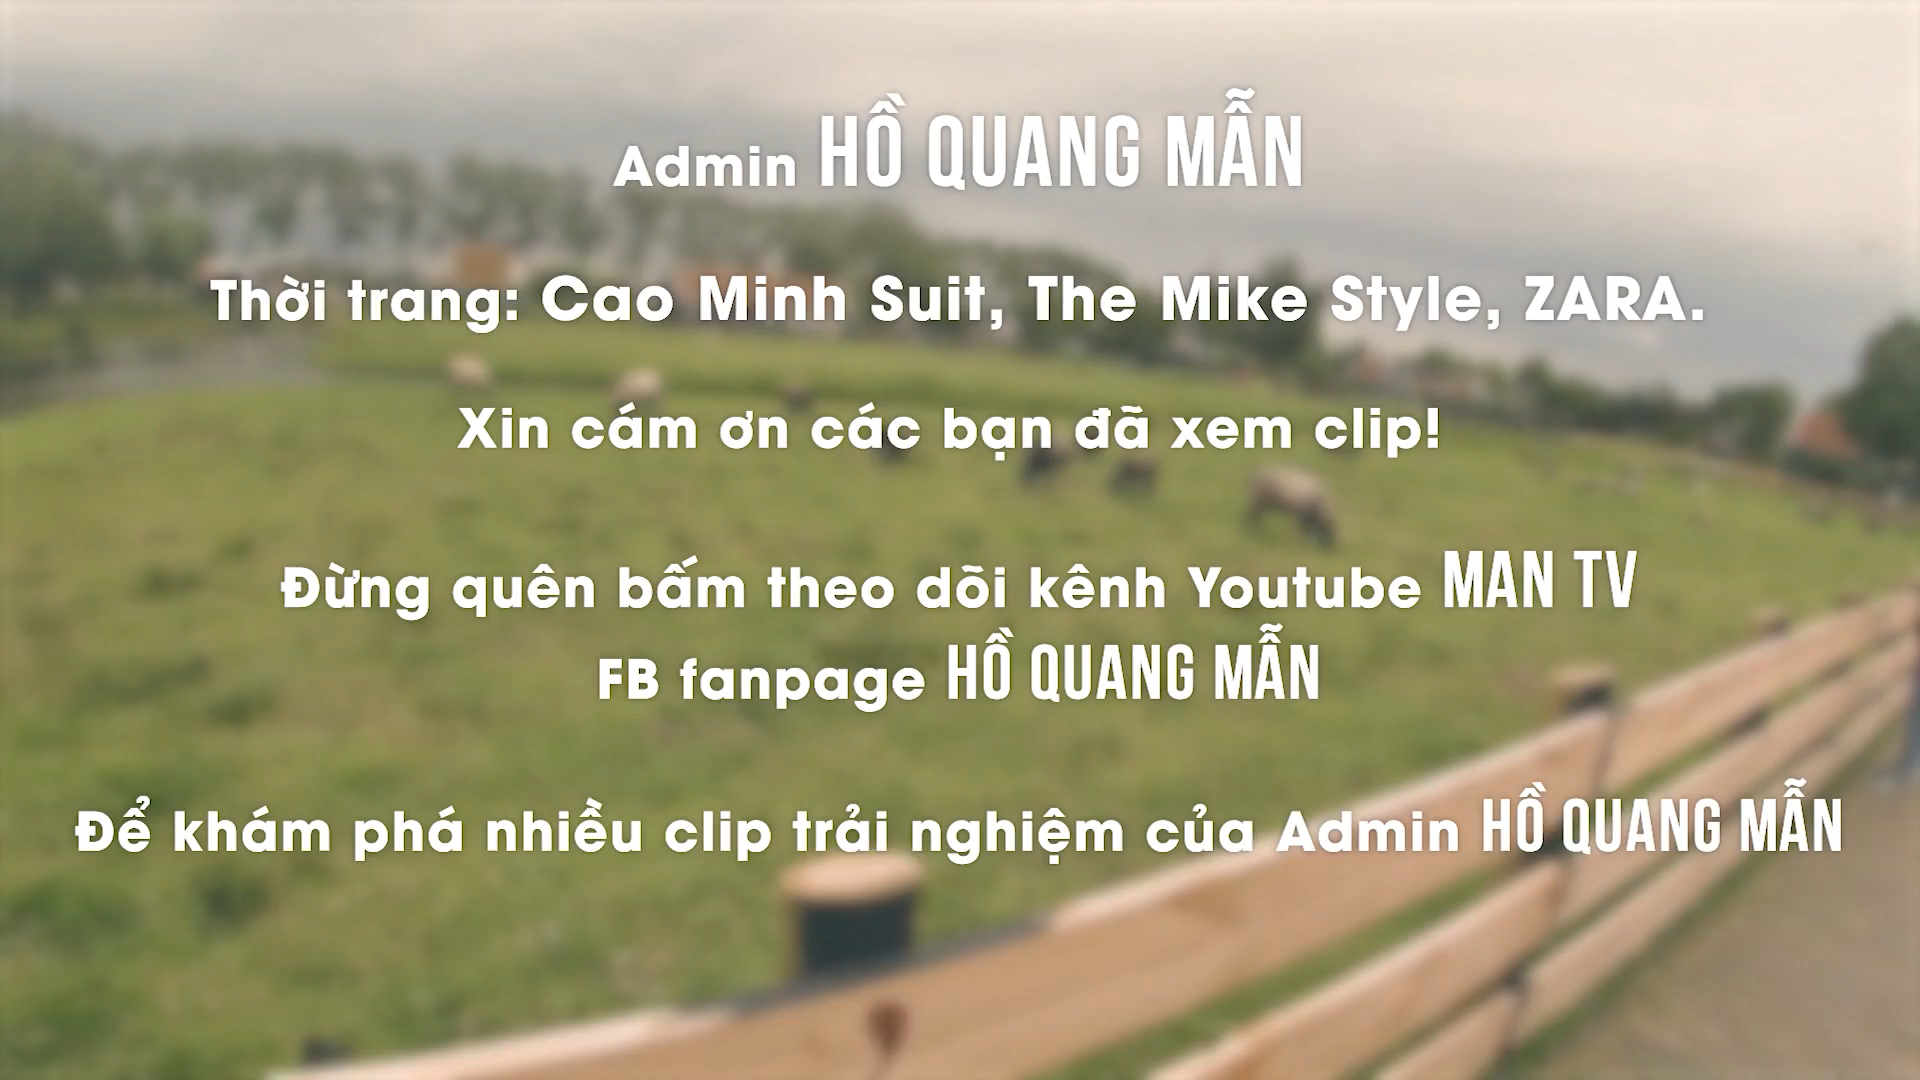 Admin HỒ QUANG MẪN
Thời trang: Cao Minh Suit, The Mike Style, ZARA.
Xin cám ơn các bạn đã xem clip!
Đừng quên bấm theo dõi kênh Youtube MAN TV
FB fanpage HỒ QUANG MẪN
Để khám phá nhiều clip trải nghiệm của Admin HỒ QUANG MẪN